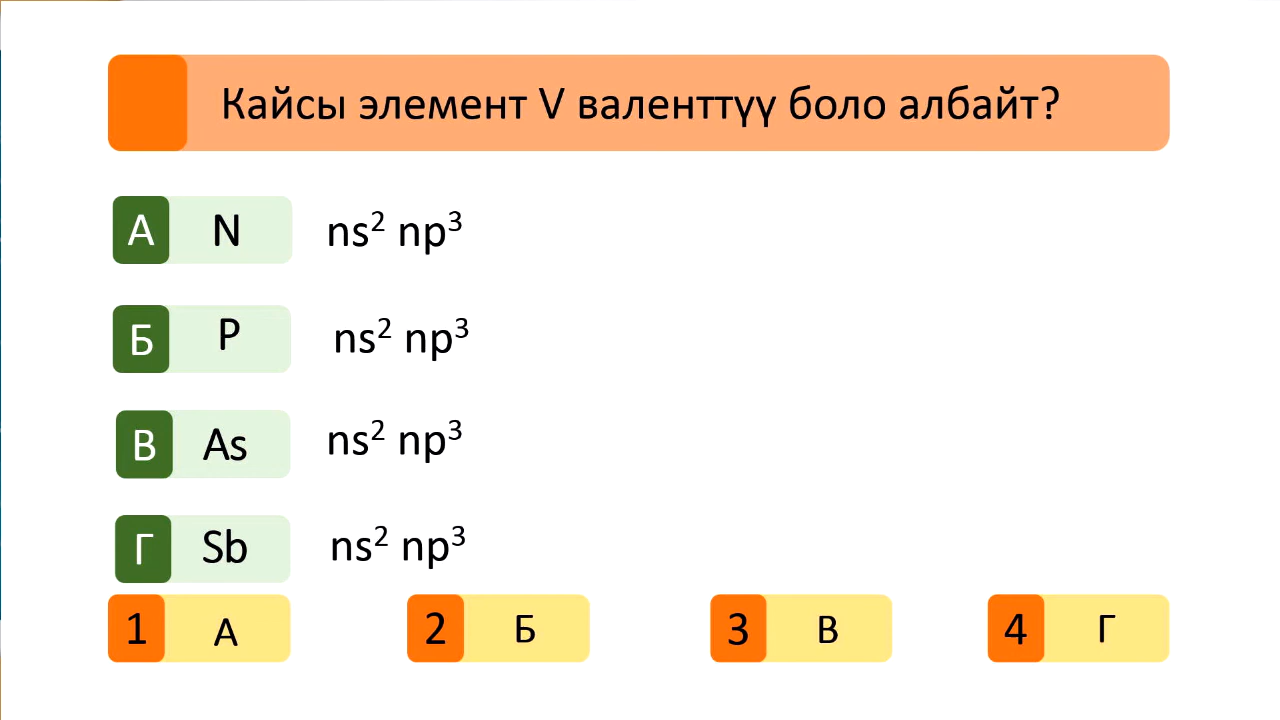 Кайсы элемент V валенттүү боло албайт?
А N ns² np³
Б P ns² np³
В As ns² np³
Г Sb ns² np³
1 А 2 Б 3 В 4 Г